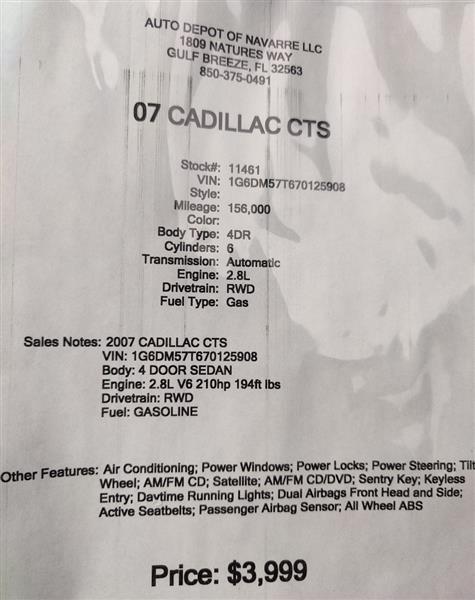 AUTO DEPOT OF NAVARRE LLC
1809 NATURES WAY
GULF BREEZE, FL 32563
850-375-0491
07 CADILLAC CTS
Stock#: 11461
VIN: 1G6DM57T670125908
Style:
Mileage: 156,000
Color:
Body Type: 4DR
Cylinders: 6
Transmission: Automatic
Engine: 2.8L
Drivetrain: RWD
Fuel Type: Gas
Sales Notes: 2007 CADILLAC CTS
VIN: 1G6DM57T670125908
Body: 4 DOOR SEDAN
Engine: 2.8L V6 210hp 194ft lbs
Drivetrain: RWD
Fuel: GASOLINE
Other Features: Air Conditioning; Power Windows; Power Locks; Power Steering; Tilt
Wheel; AM/FM CD; Satellite; AM/FM CD/DVD; Sentry Key; Keyless
Entry; Daytime Running Lights; Dual Airbags Front Head and Side;
Active Seatbelts; Passenger Airbag Sensor; All Wheel ABS
Price: $3,999